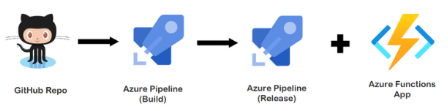 GitHub Repo
Azure Pipeline
(Build)
Azure Pipeline
(Release)
Azure Functions
App